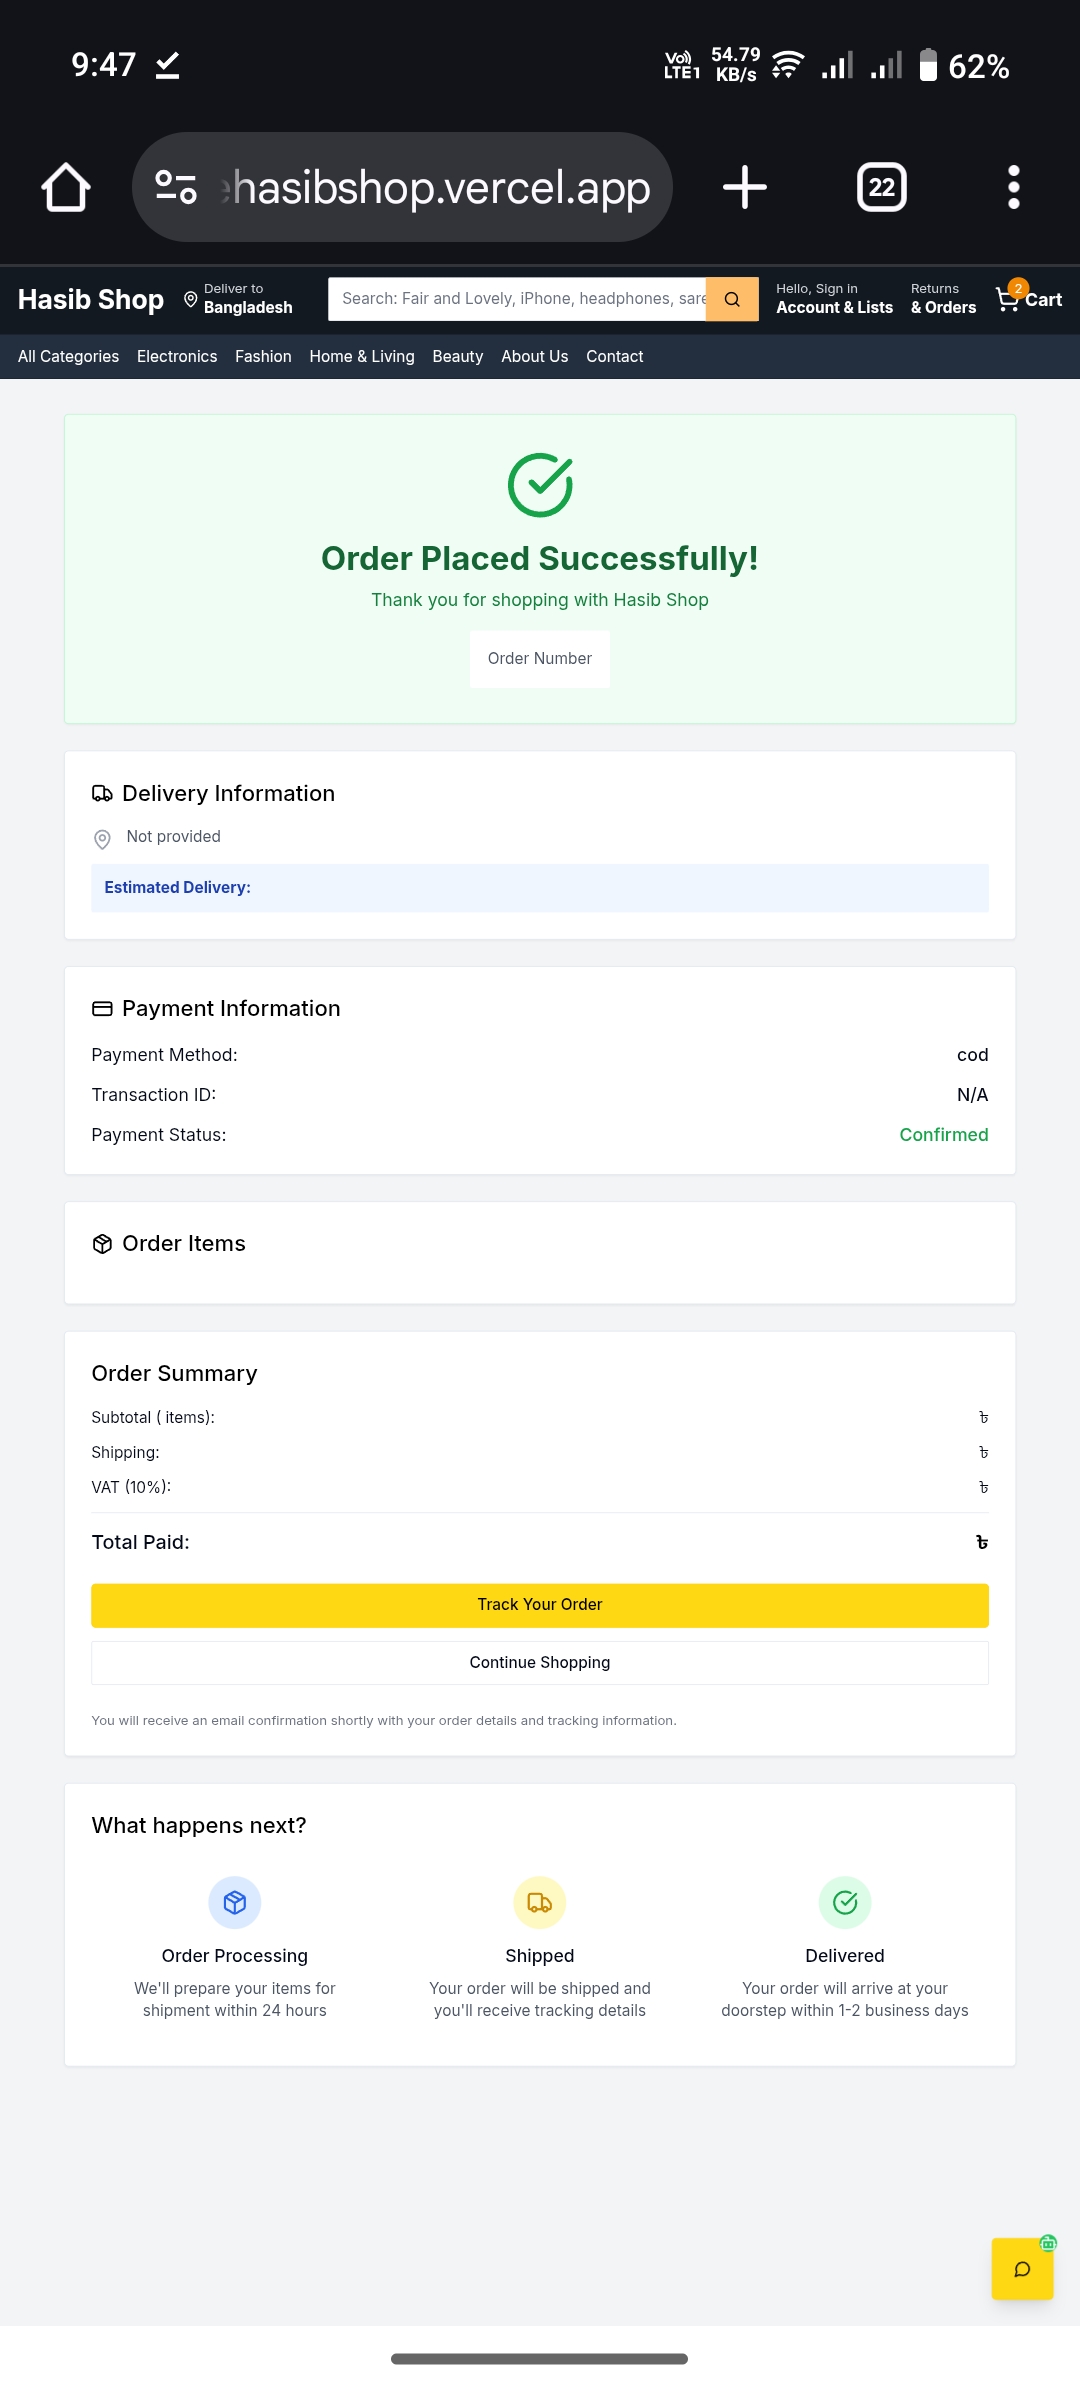 9:47
Vo)) LTE1
54.79 KB/s
62%
ehasibshop.vercel.app
22
Hasib Shop
Deliver to
Bangladesh
Search: Fair and Lovely, iPhone, headphones, sare
Hello, Sign in
Account & Lists
Returns
& Orders
2
Cart
All Categories Electronics Fashion Home & Living Beauty About Us Contact
Order Placed Successfully!
Thank you for shopping with Hasib Shop
Order Number
Delivery Information
Not provided
Estimated Delivery:
Payment Information
Payment Method: cod
Transaction ID: N/A
Payment Status: Confirmed
Order Items
Order Summary
Subtotal ( items): ৳
Shipping: ৳
VAT (10%): ৳
Total Paid: ৳
Track Your Order
Continue Shopping
You will receive an email confirmation shortly with your order details and tracking information.
What happens next?
Order Processing
We'll prepare your items for
shipment within 24 hours
Shipped
Your order will be shipped and
you'll receive tracking details
Delivered
Your order will arrive at your
doorstep within 1-2 business days